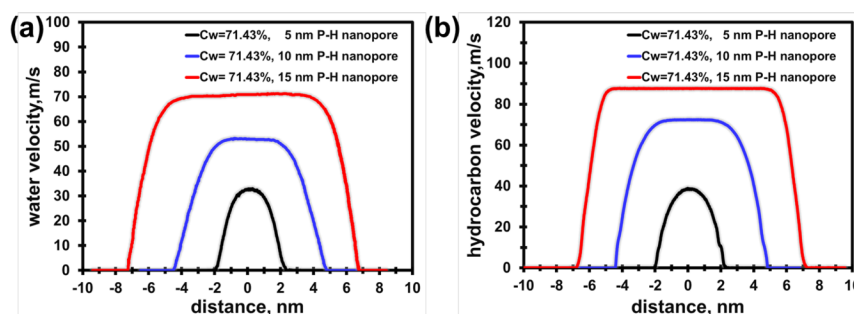 (a)
Cw=71.43%, 5 nm P-H nanopore
Cw= 71.43%, 10 nm P-H nanopore
Cw= 71.43%, 15 nm P-H nanopore
water velocity,m/s
100
90
80
70
60
50
40
30
20
10
0
-10 -8 -6 -4 -2 0 2 4 6 8 10
distance, nm
(b)
Cw=71.43%, 5 nm P-H nanopore
Cw=71.43%, 10 nm P-H nanopore
Cw=71.43%, 15 nm P-H nanopore
hydrocarbon velocity,m/s
120
100
80
60
40
20
0
-10 -8 -6 -4 -2 0 2 4 6 8 10
distance, nm